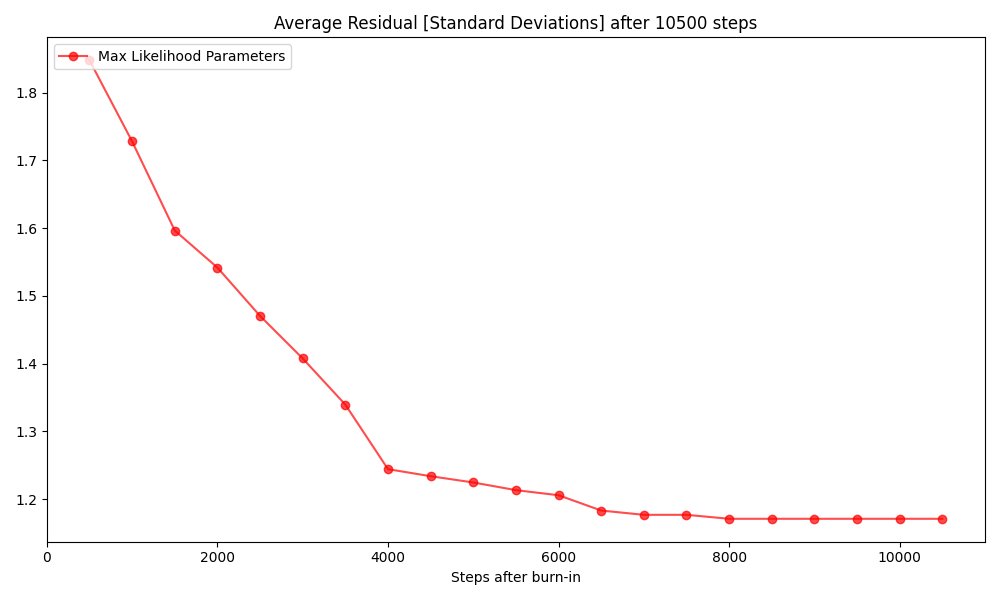 Average Residual [Standard Deviations] after 10500 steps
Max Likelihood Parameters
1.8
1.7
1.6
1.5
1.4
1.3
1.2
0 2000 4000 6000 8000 10000
Steps after burn-in